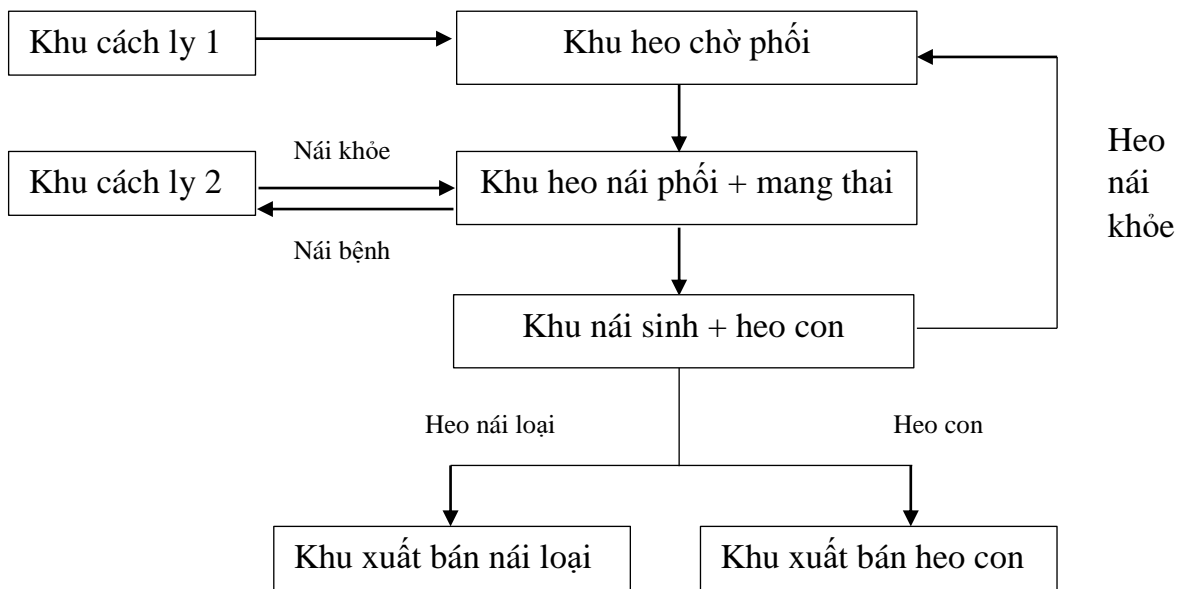 Khu cách ly 1
Khu heo chờ phối
Nái khỏe
Khu cách ly 2
Khu heo nái phối + mang thai
Nái bệnh
Heo
nái
khỏe
Khu nái sinh + heo con
Heo nái loại
Heo con
Khu xuất bán nái loại
Khu xuất bán heo con